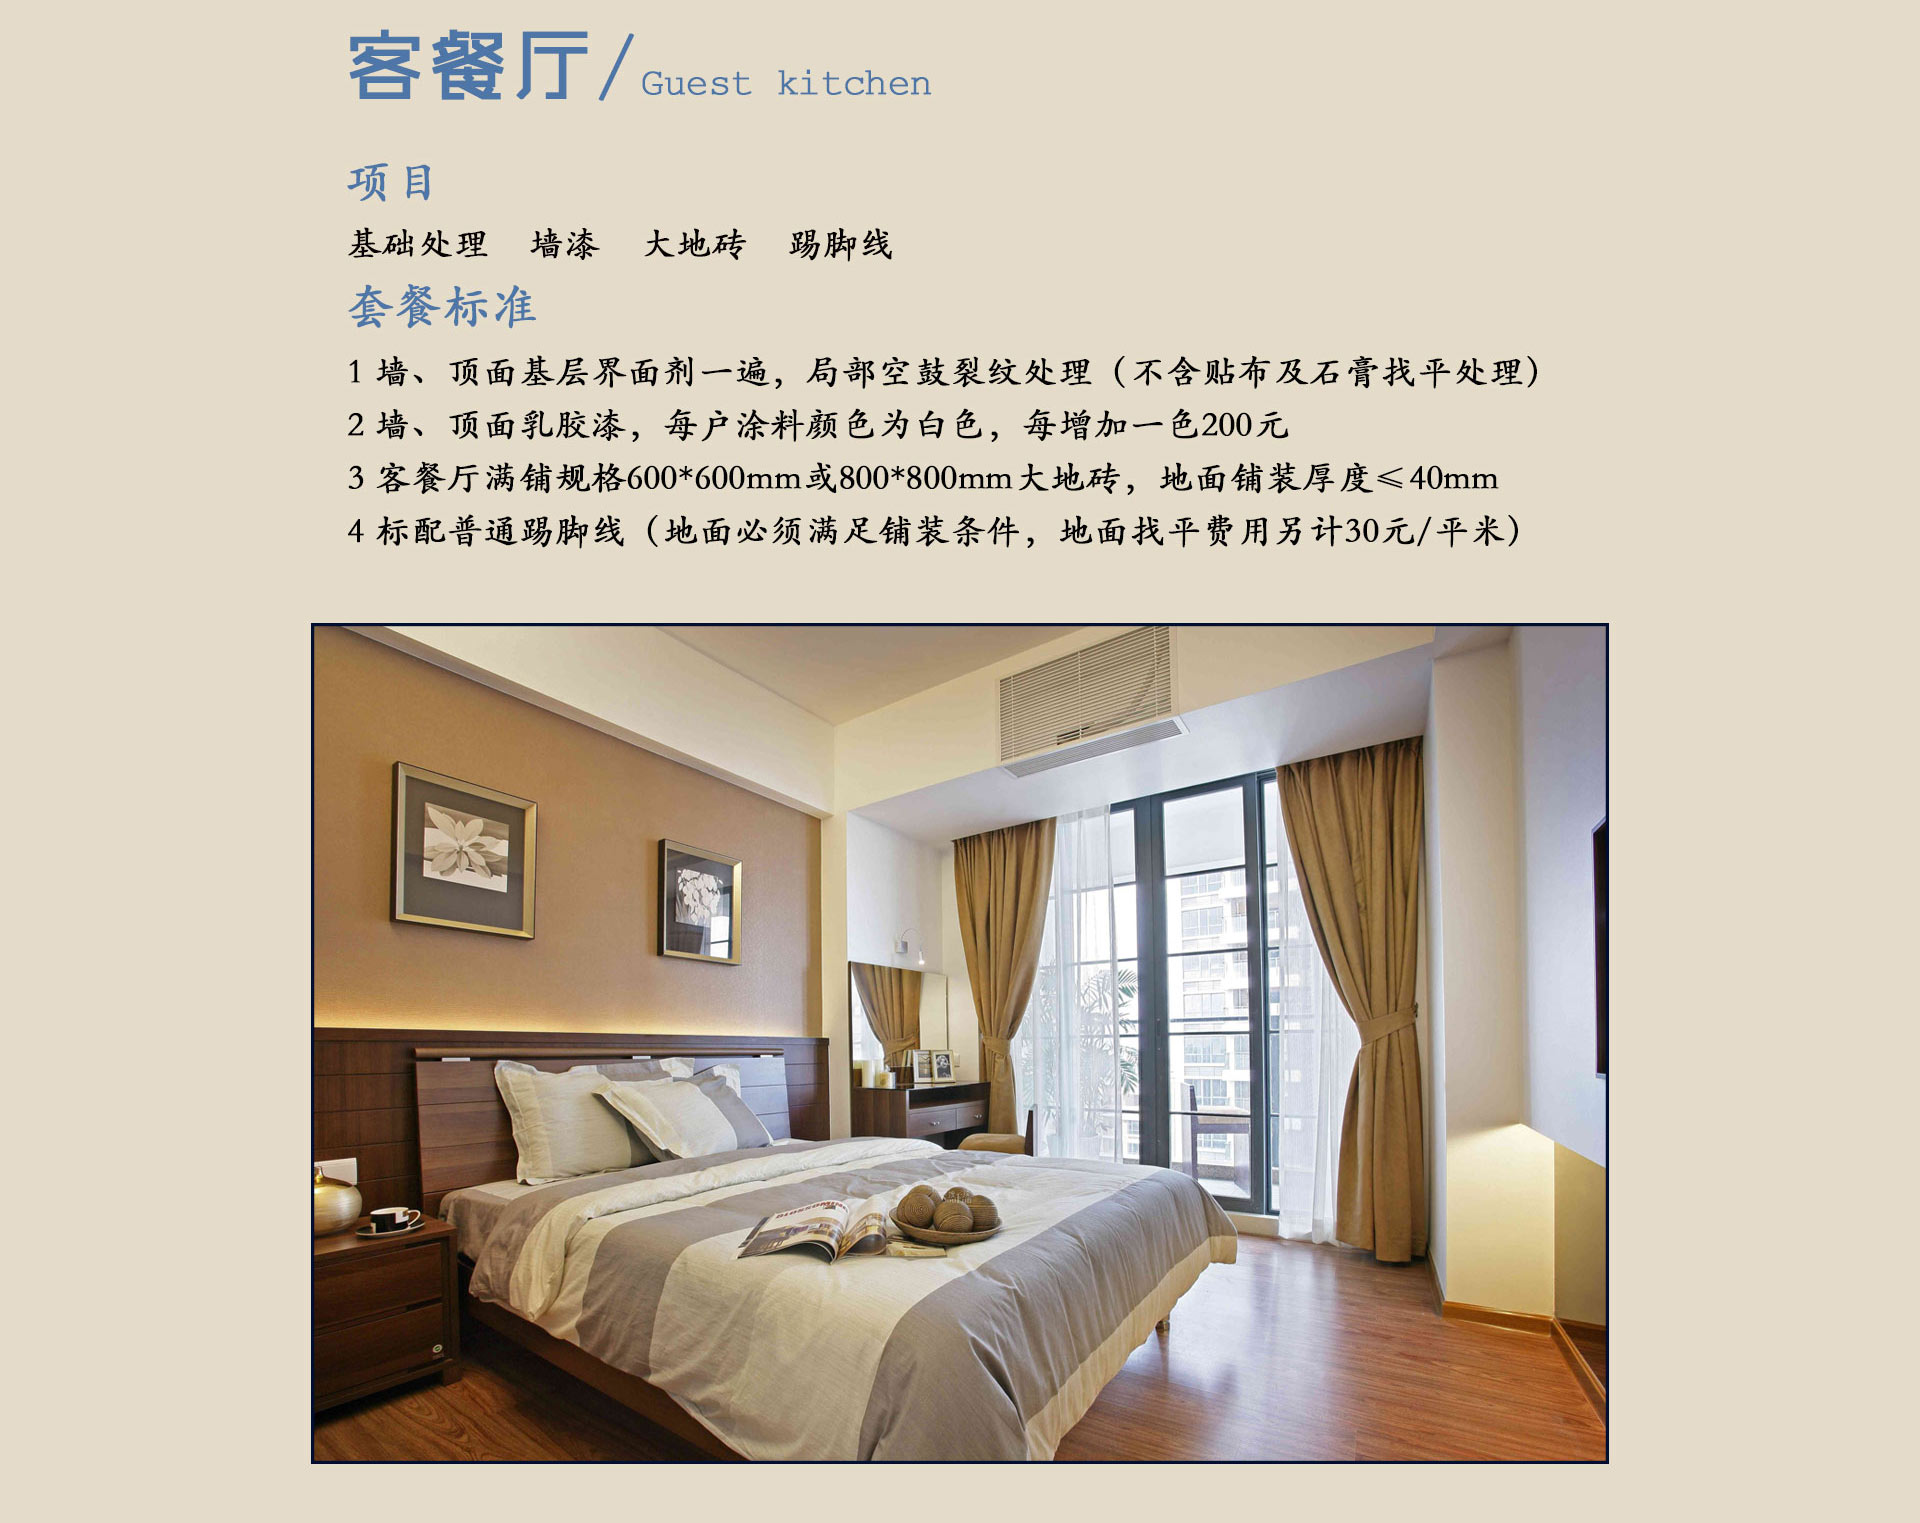 客餐厅/Guest kitchen
项目
基础处理 墙漆 大地砖 踢脚线
套餐标准
1 墙、顶面基层界面剂一遍，局部空鼓裂纹处理（不含贴布及石膏找平处理）
2 墙、顶面乳胶漆，每户涂料颜色为白色，每增加一色200元
3 客餐厅满铺规格600*600mm或800*800mm大地砖，地面铺装厚度≤40mm
4 标配普通踢脚线（地面必须满足铺装条件，地面找平费用另计30元/平米）